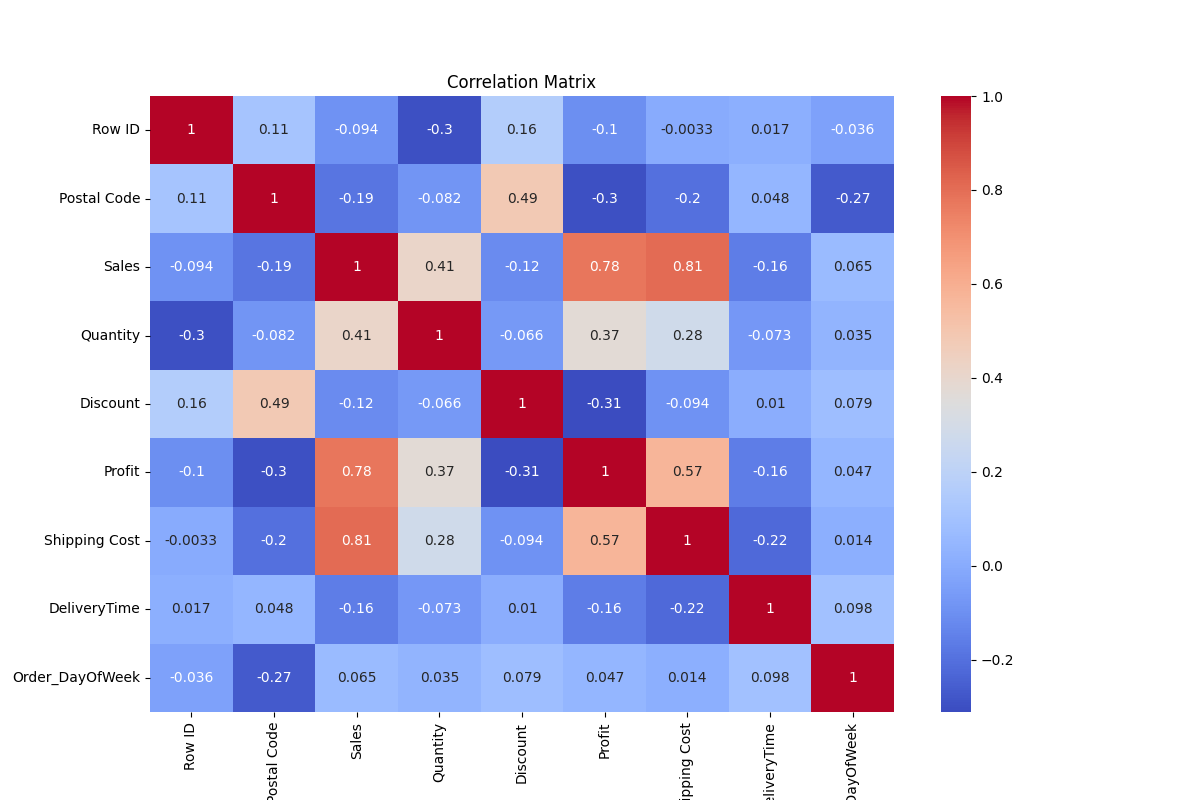 Correlation Matrix
Row ID 1 0.11 -0.094 -0.3 0.16 -0.1 -0.0033 0.017 -0.036
Postal Code 0.11 1 -0.19 -0.082 0.49 -0.3 -0.2 0.048 -0.27
Sales -0.094 -0.19 1 0.41 -0.12 0.78 0.81 -0.16 0.065
Quantity -0.3 -0.082 0.41 1 -0.066 0.37 0.28 -0.073 0.035
Discount 0.16 0.49 -0.12 -0.066 1 -0.31 -0.094 0.01 0.079
Profit -0.1 -0.3 0.78 0.37 -0.31 1 0.57 -0.16 0.047
Shipping Cost -0.0033 -0.2 0.81 0.28 -0.094 0.57 1 -0.22 0.014
DeliveryTime 0.017 0.048 -0.16 -0.073 0.01 -0.16 -0.22 1 0.098
Order_DayOfWeek -0.036 -0.27 0.065 0.035 0.079 0.047 0.014 0.098 1
Row ID
Postal Code
Sales
Quantity
Discount
Profit
ipping Cost
eliveryTime
DayOfWeek
1.0
0.8
0.6
0.4
0.2
0.0
−0.2